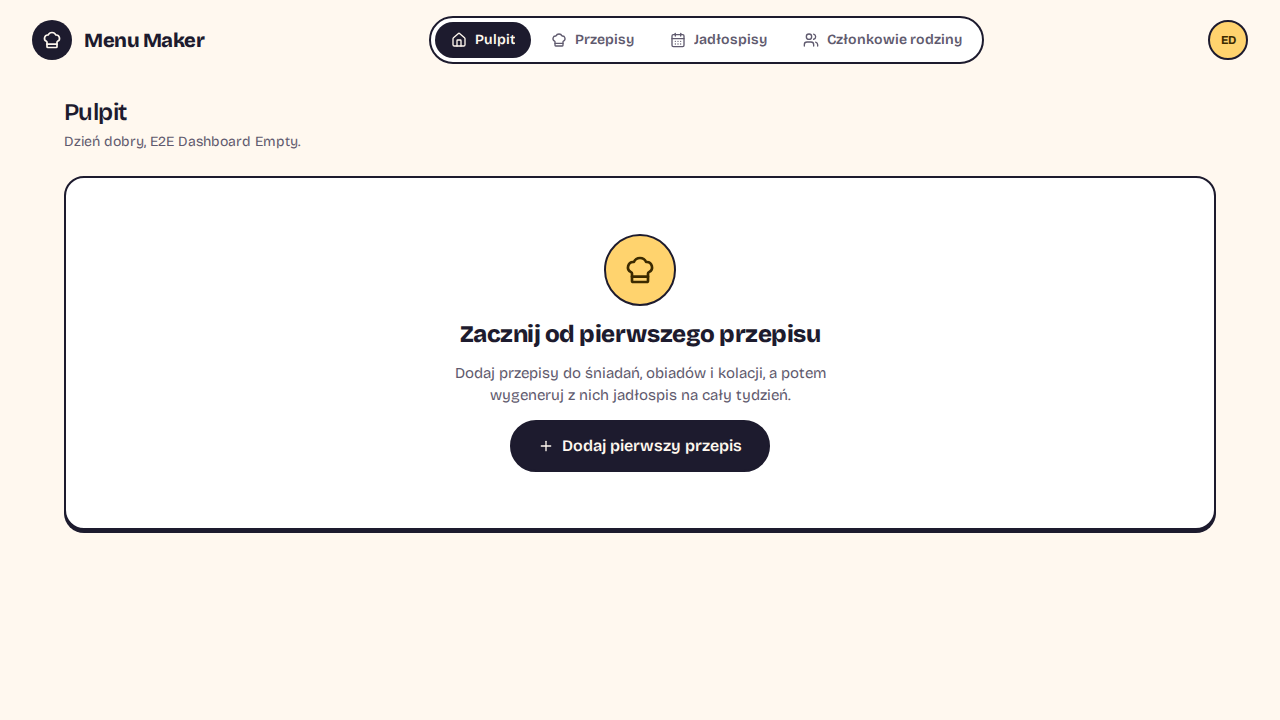 Menu Maker
Pulpit
Przepisy
Jadłospisy
Członkowie rodziny
ED
Pulpit
Dzień dobry, E2E Dashboard Empty.
Zacznij od pierwszego przepisu
Dodaj przepisy do śniadań, obiadów i kolacji, a potem
wygeneruj z nich jadłospis na cały tydzień.
Dodaj pierwszy przepis